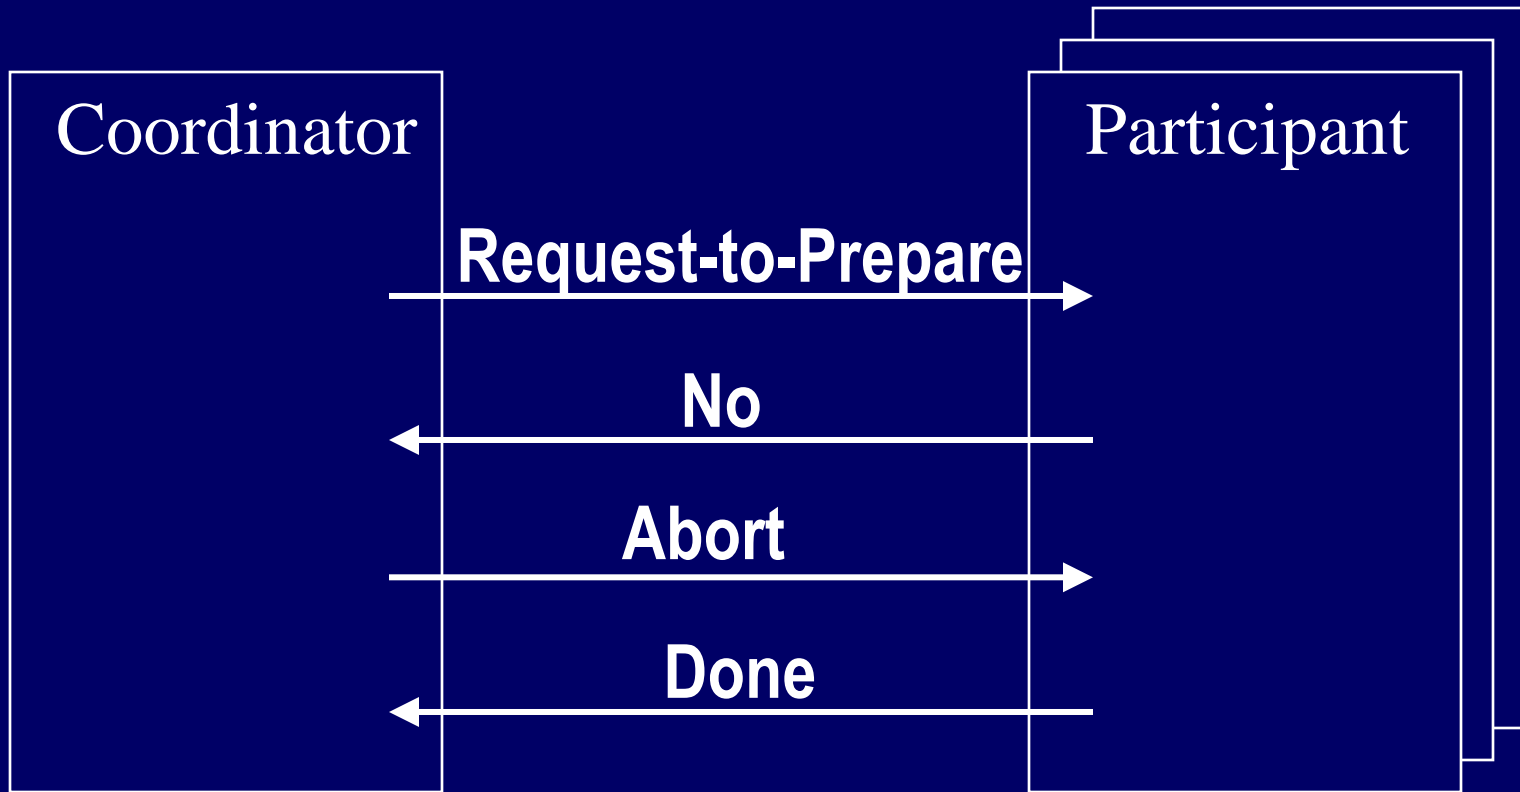 Coordinator
Participant
Request-to-Prepare
No
Abort
Done